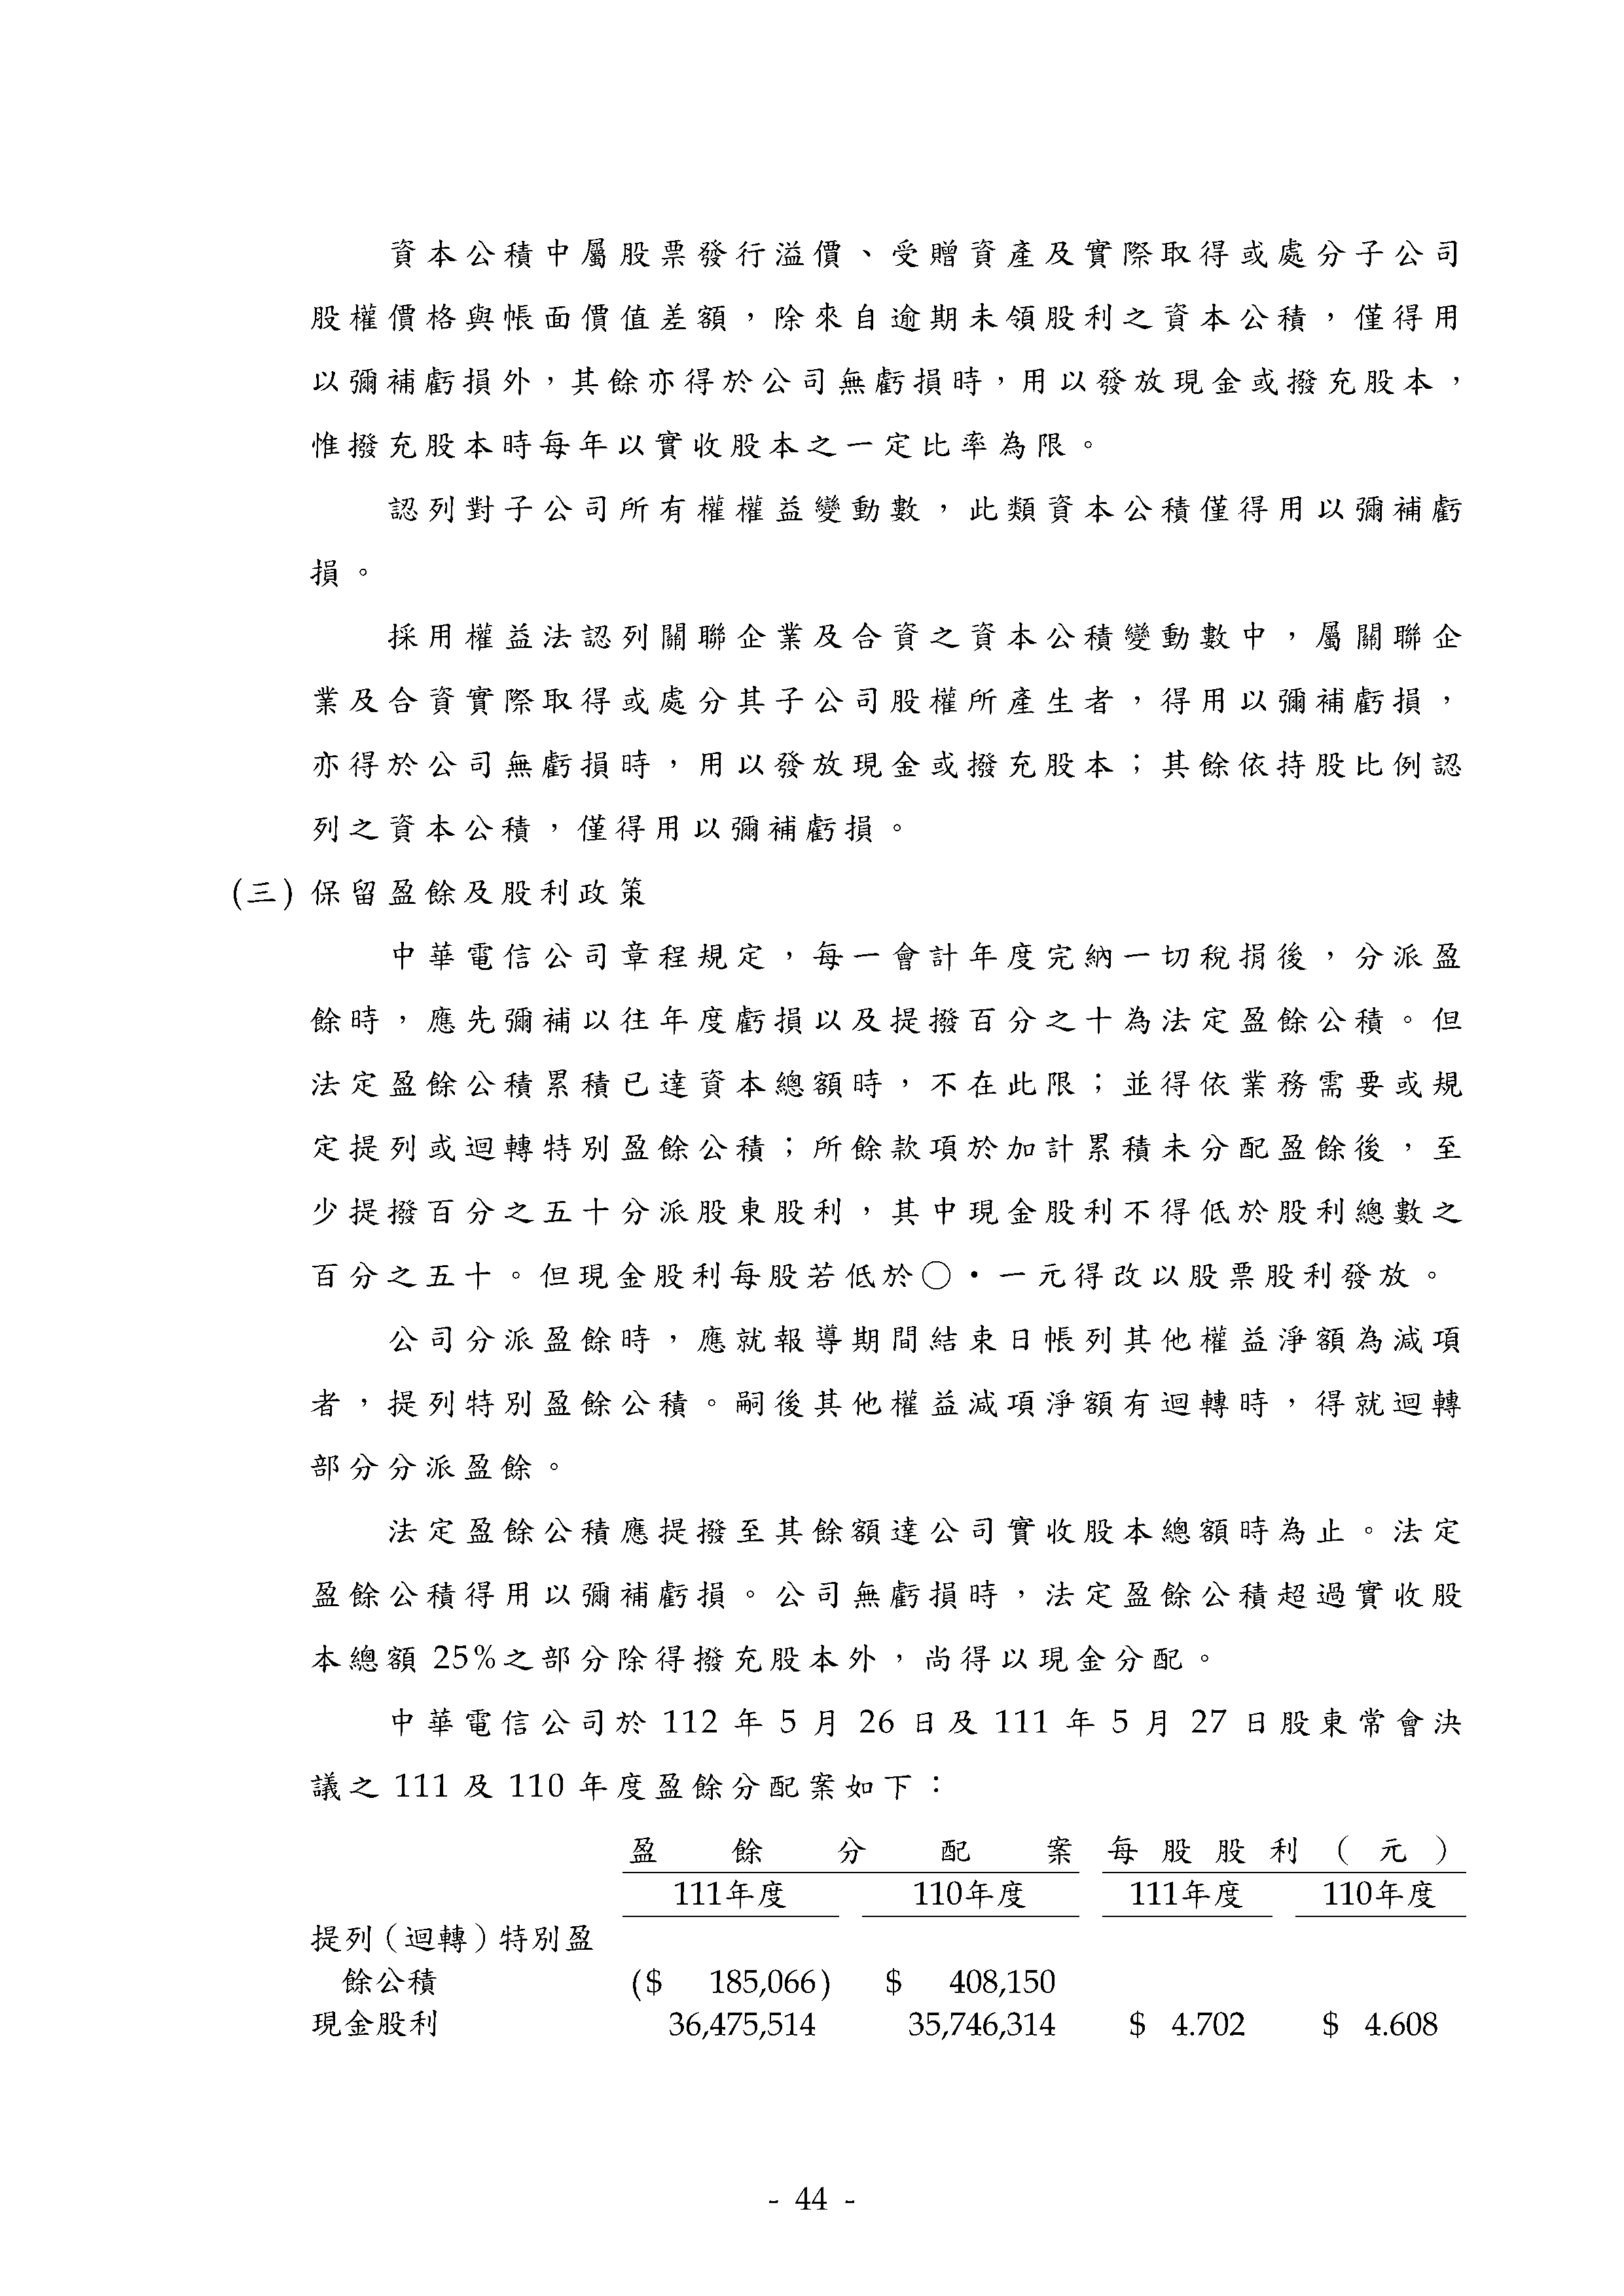 資本公積中屬股票發行溢價、受贈資產及實際取得或處分子公司
股權價格與帳面價值差額，除來自逾期未領股利之資本公積，僅得用
以彌補虧損外，其餘亦得於公司無虧損時，用以發放現金或撥充股本，
惟撥充股本時每年以實收股本之一定比率為限。
認列對子公司所有權權益變動數，此類資本公積僅得用以彌補虧
損。
採用權益法認列關聯企業及合資之資本公積變動數中，屬關聯企
業及合資實際取得或處分其子公司股權所產生者，得用以彌補虧損，
亦得於公司無虧損時，用以發放現金或撥充股本；其餘依持股比例認
列之資本公積，僅得用以彌補虧損。
(三) 保留盈餘及股利政策
中華電信公司章程規定，每一會計年度完納一切稅捐後，分派盈
餘時，應先彌補以往年度虧損以及提撥百分之十為法定盈餘公積。但
法定盈餘公積累積已達資本總額時，不在此限；並得依業務需要或規
定提列或迴轉特別盈餘公積；所餘款項於加計累積未分配盈餘後，至
少提撥百分之五十分派股東股利，其中現金股利不得低於股利總數之
百分之五十。但現金股利每股若低於○・一元得改以股票股利發放。
公司分派盈餘時，應就報導期間結束日帳列其他權益淨額為減項
者，提列特別盈餘公積。嗣後其他權益減項淨額有迴轉時，得就迴轉
部分分派盈餘。
法定盈餘公積應提撥至其餘額達公司實收股本總額時為止。法定
盈餘公積得用以彌補虧損。公司無虧損時，法定盈餘公積超過實收股
本總額 25%之部分除得撥充股本外，尚得以現金分配。
中華電信公司於 112 年 5 月 26 日及 111 年 5 月 27 日股東常會決
議之 111 及 110 年度盈餘分配案如下：
盈餘分配案 每股股利（元）
111年度 110年度 111年度 110年度
提列（迴轉）特別盈
餘公積 ($ 185,066) $ 408,150
現金股利 36,475,514 35,746,314 $ 4.702 $ 4.608
- 44 -